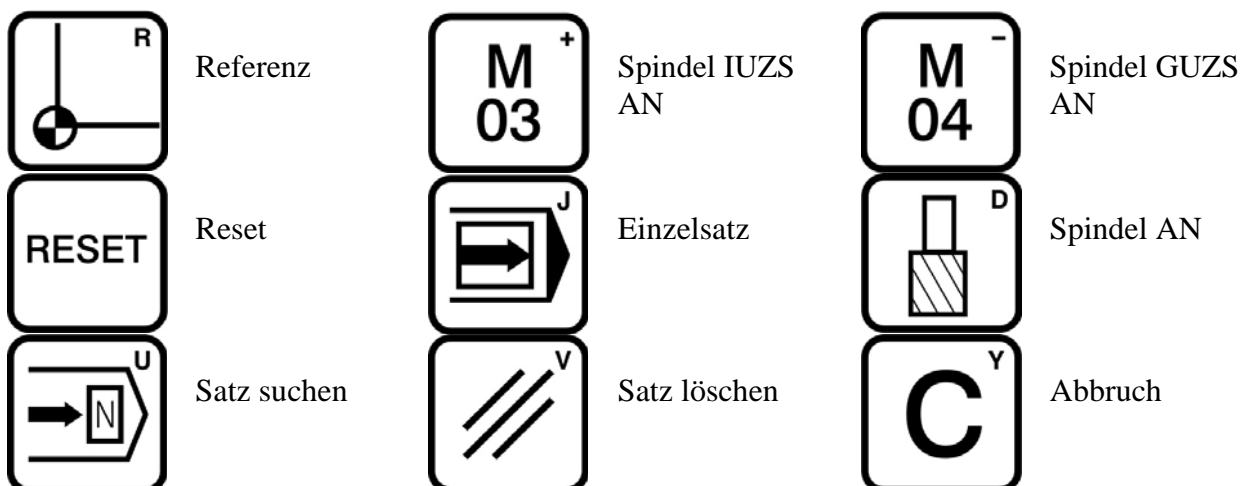 R
Referenz
M +
03
Spindel IUZS
AN
M -
04
Spindel GUZS
AN
RESET
Reset
J
Einzelsatz
D
Spindel AN
U
N
Satz suchen
V
Satz löschen
Y
C
Abbruch